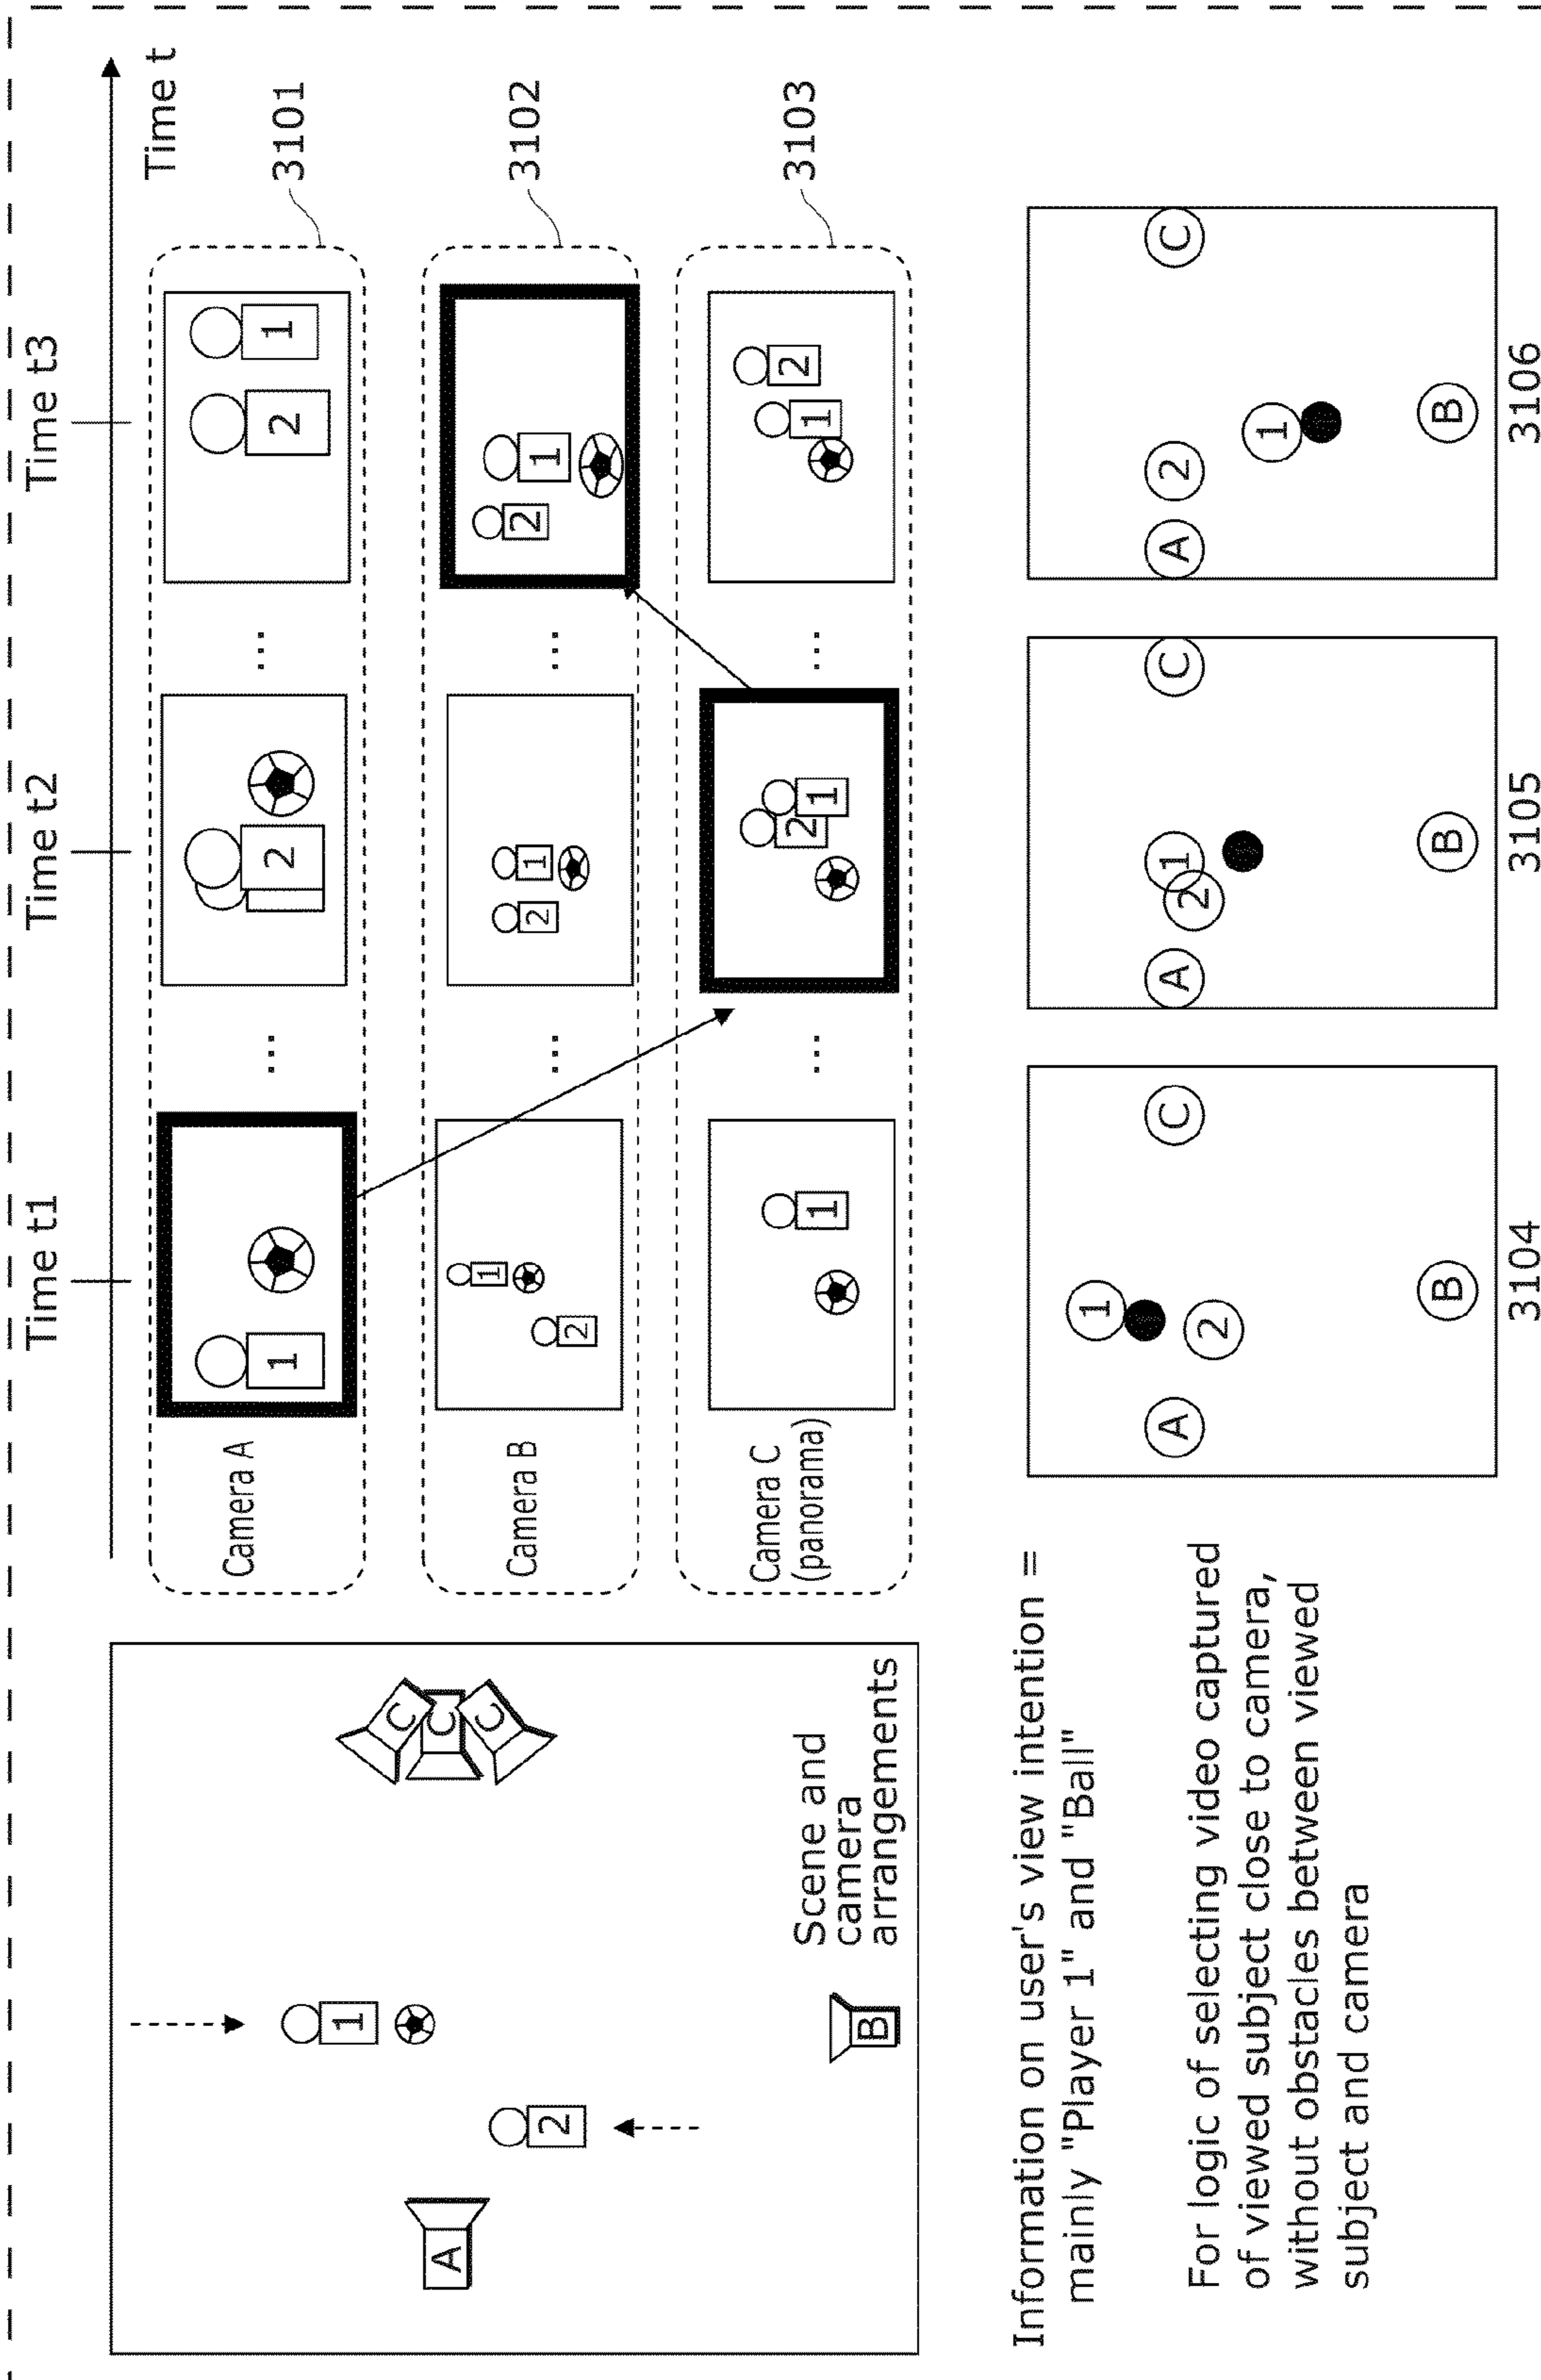 Time t1
Time t2
Time t3
Time t
A
1
2
B
C
C
C
Scene and
camera
arrangements
Camera A
1
...
2
...
2
1
3101
Camera B
2
1
...
2
1
...
2
1
3102
Camera C
(panorama)
1
...
2
1
...
1
2
3103
Information on user's view intention =
mainly "Player 1" and "Ball"
For logic of selecting video captured
of viewed subject close to camera,
without obstacles between viewed
subject and camera
A
1
2
B
C
3104
A
2
1
B
C
3105
A
2
1
B
C
3106